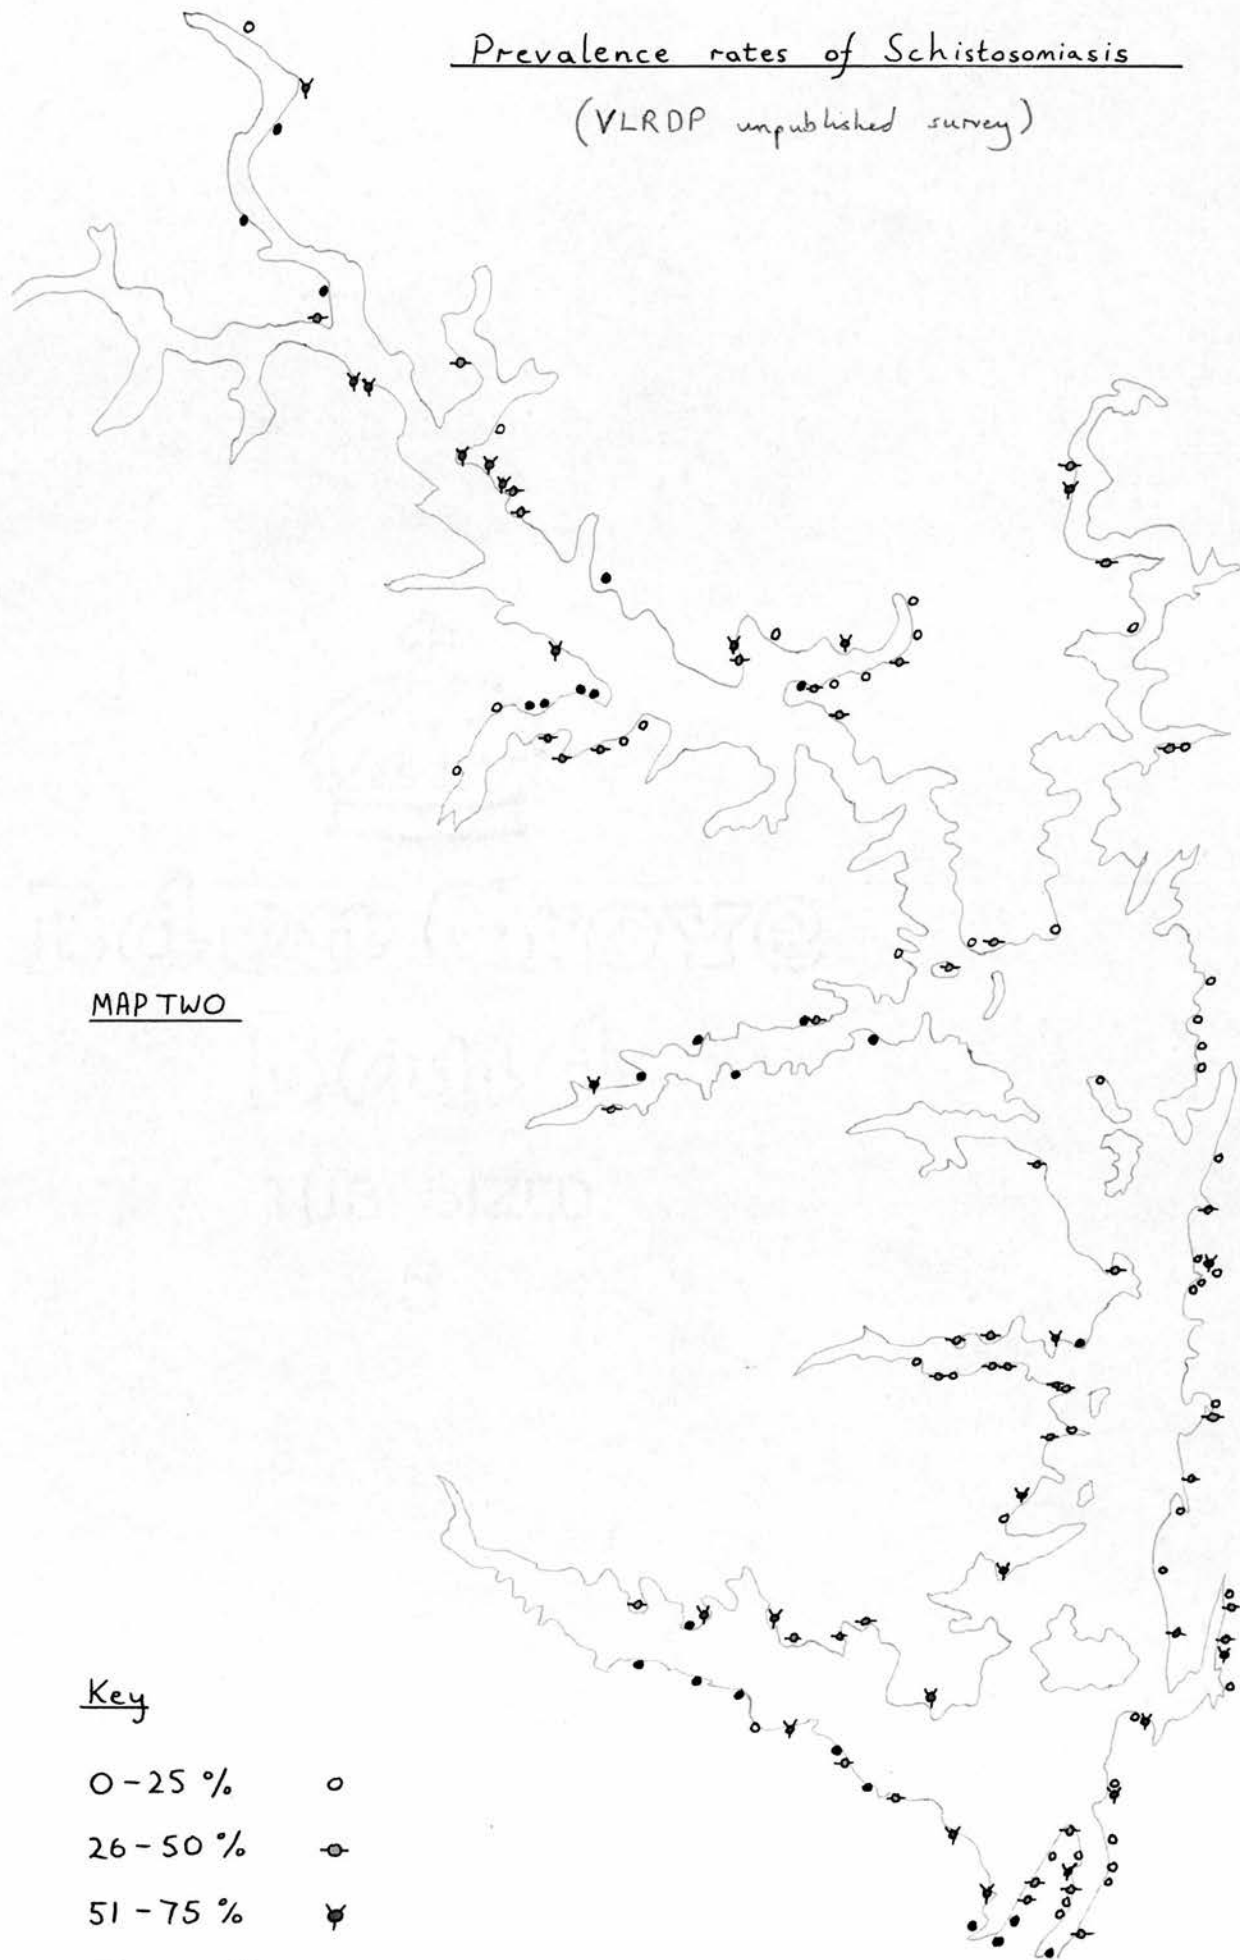 Prevalence rates of Schistosomiasis
(VLRDP unpublished survey)
MAP TWO
Key
0-25 %
26-50 %
51-75 %